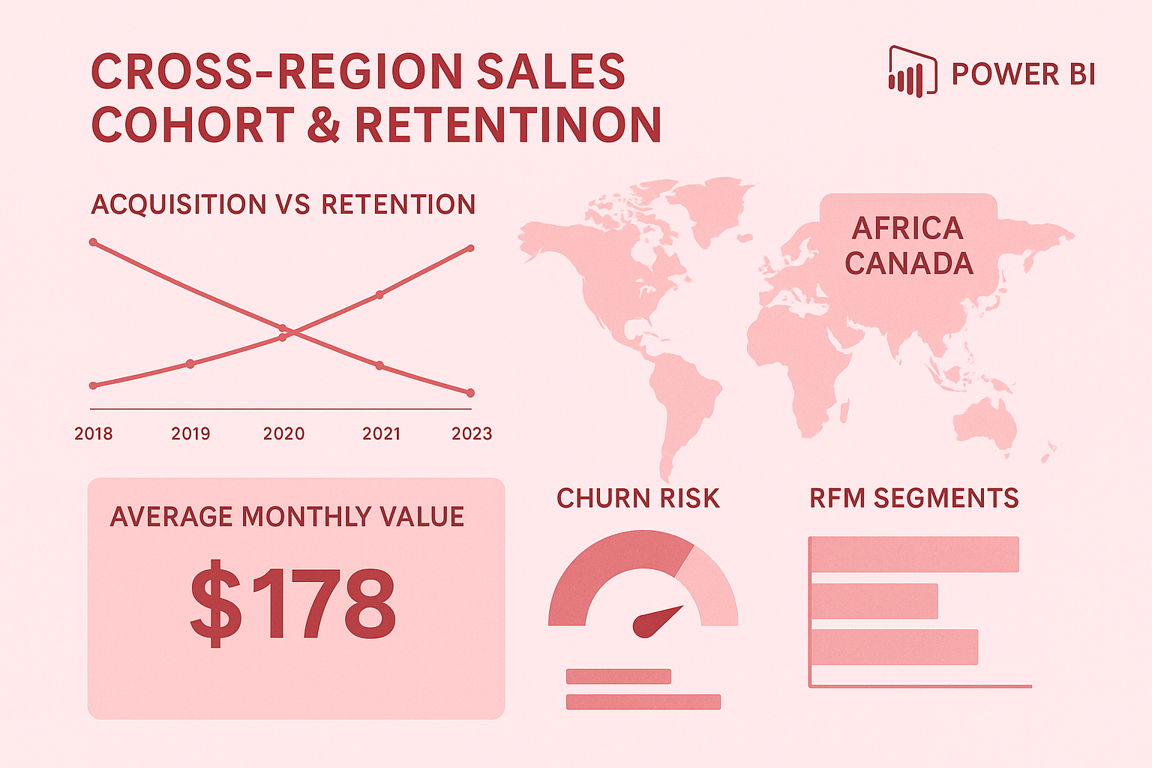 CROSS-REGION SALES
COHORT & RETENTINON
POWER BI
ACQUISITION VS RETENTION
2018 2019 2020 2021 2023
AFRICA
CANADA
AVERAGE MONTHLY VALUE
$178
CHURN RISK
RFM SEGMENTS